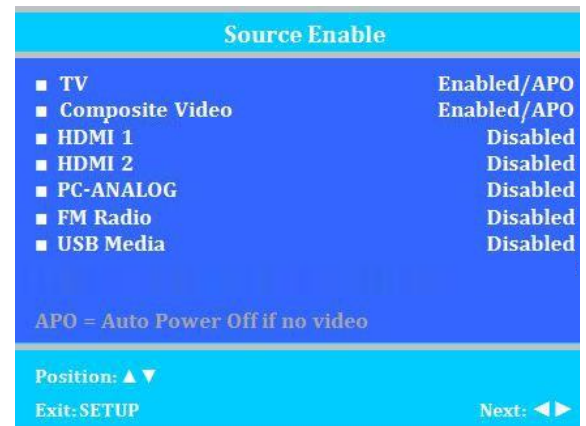 Source Enable
■ TV Enabled/APO
■ Composite Video Enabled/APO
■ HDMI 1 Disabled
■ HDMI 2 Disabled
■ PC-ANALOG Disabled
■ FM Radio Disabled
■ USB Media Disabled
APO = Auto Power Off if no video
Position: ▲ ▼
Exit: SETUP Next: ◀▶